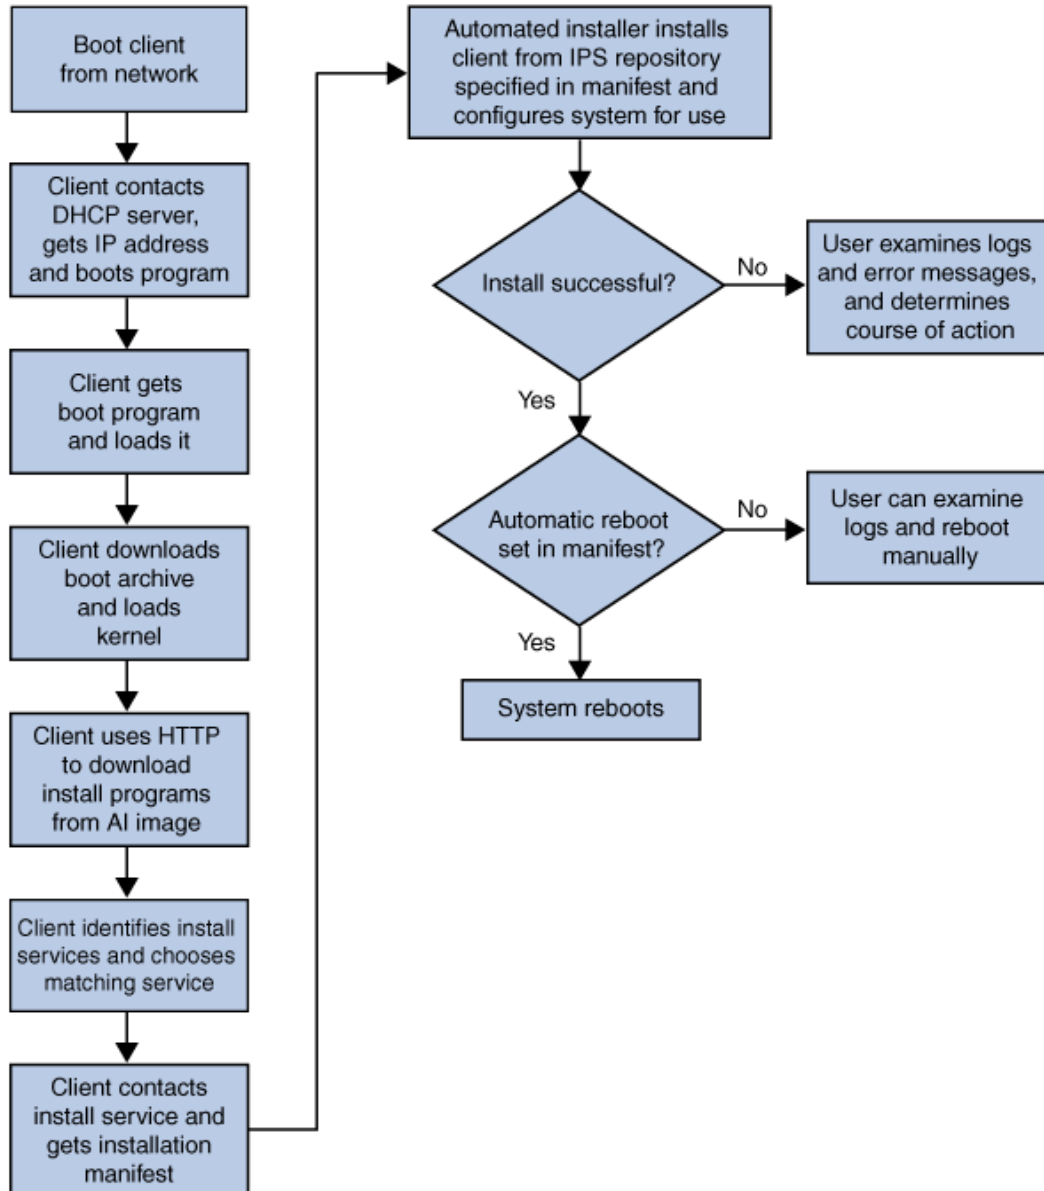 Boot client
from network
Client contacts
DHCP server,
gets IP address
and boots program
Client gets
boot program
and loads it
Client downloads
boot archive
and loads
kernel
Client uses HTTP
to download
install programs
from AI image
Client identifies install
services and chooses
matching service
Client contacts
install service and
gets installation
manifest
Automated installer installs
client from IPS repository
specified in manifest and
configures system for use
Install successful?
No
User examines logs
and error messages,
and determines
course of action
Yes
Automatic reboot
set in manifest?
No
User can examine
logs and reboot
manually
Yes
System reboots